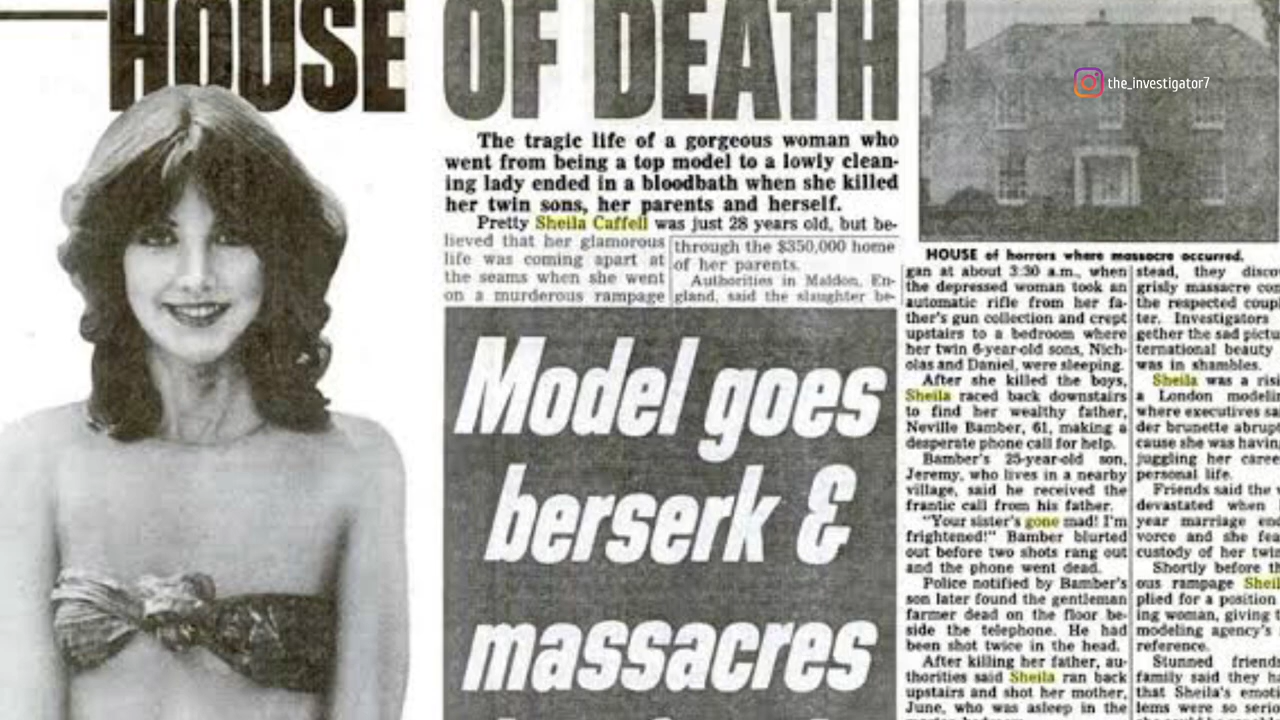 HOUSE OF DEATH
the_investigator7
The tragic life of a gorgeous woman who
went from being a top model to a lowly clean-
ing lady ended in a bloodbath when she killed
her twin sons, her parents and herself.
Pretty Sheila Caffell was just 28 years old, but be-
lieved that her glamorous
life was coming apart at
the seams when she went
on a murderous rampage
through the $350,000 home
of her parents.
Authorities in Maldon, En-
gland, said the slaughter be-
Model goes
berserk &
massacres
HOUSE of horrors where massacre occurred.
gan at about 3:30 a.m., when
the depressed woman took an
automatic rifle from her fa-
ther's gun collection and crept
upstairs to a bedroom where
her twin 6-year-old sons, Nich-
olas and Daniel, were sleeping.
After she killed the boys,
Sheila raced back downstairs
to find her wealthy father,
Neville Bamber, 61, making a
desperate phone call for help.
Bamber's 25-year-old son,
Jeremy, who lives in a nearby
village, said he received the
frantic call from his father.
"Your sister's gone mad! I'm
frightened!" Bamber blurted
out before two shots rang out
and the phone went dead.
Police notified by Bamber's
son later found the gentleman
farmer dead on the floor be-
side the telephone. He had
been shot twice in the head.
After killing her father, au-
thorities said Sheila ran back
upstairs and shot her mother,
June, who was asleep in the
stead, they disco
grisly massacre con
the respected coupl
ter. Investigators
gether the sad pictu
ternational beauty
was in shambles.
Sheila was a risi
a London modelin
where executives sa
der brunette abrupt
cause she was having
juggling her caree
personal life.
Friends said the
devastated when
year marriage en
vorce and she fea
custody of her twin
Shortly before th
ous rampage Sheil
plied for a position
ing woman, giving
modeling agency's
reference.
Stunned friends
family said they ha
that Sheila's emoti
lems were so serio